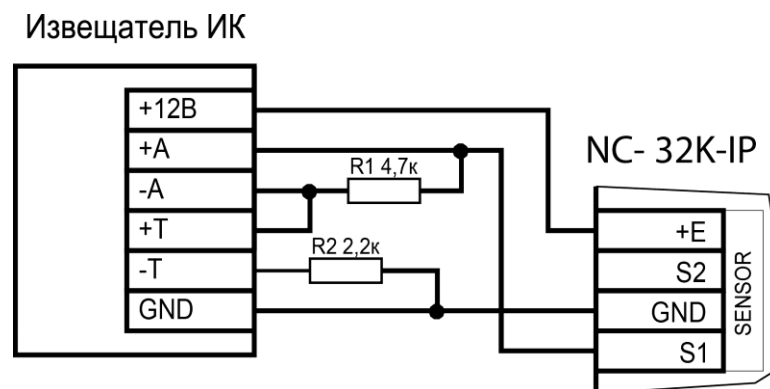 Извещатель ИК
+12В
+А
-А
+Т
-Т
GND
R1 4,7к
R2 2,2к
NC- 32K-IP
+E
S2
GND
S1
SENSOR